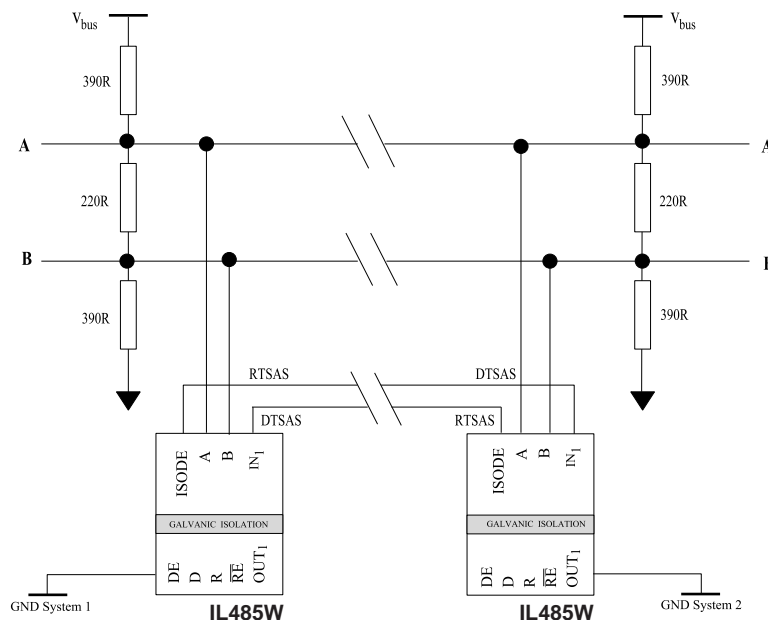 Vbus
Vbus
390R
390R
A
A
220R
220R
B
390R
390R
RTSAS
DTSAS
DTSAS
RTSAS
ISODE
A
B
IN1
ISODE
A
B
IN1
GALVANIC ISOLATION
GALVANIC ISOLATION
DE
D
R
RE
OUT1
DE
D
R
RE
OUT1
GND System 1
GND System 2
IL485W
IL485W